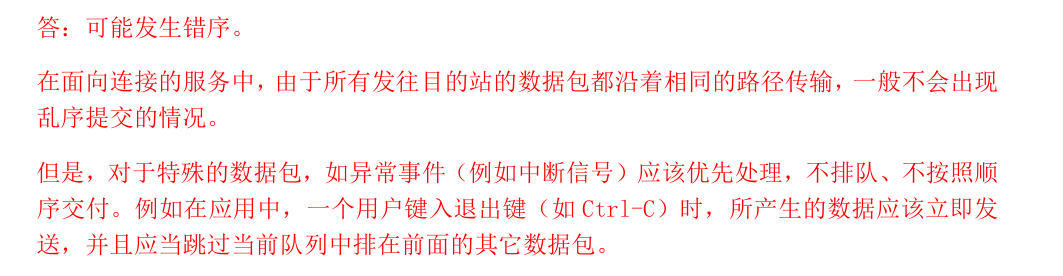 答：可能发生错序。
在面向连接的服务中，由于所有发往目的站的数据包都沿着相同的路径传输，一般不会出现
乱序提交的情况。
但是，对于特殊的数据包，如异常事件（例如中断信号）应该优先处理，不排队、不按照顺
序交付。例如在应用中，一个用户键入退出键（如 Ctrl-C）时，所产生的数据应该立即发
送，并且应当跳过当前队列中排在前面的其它数据包。